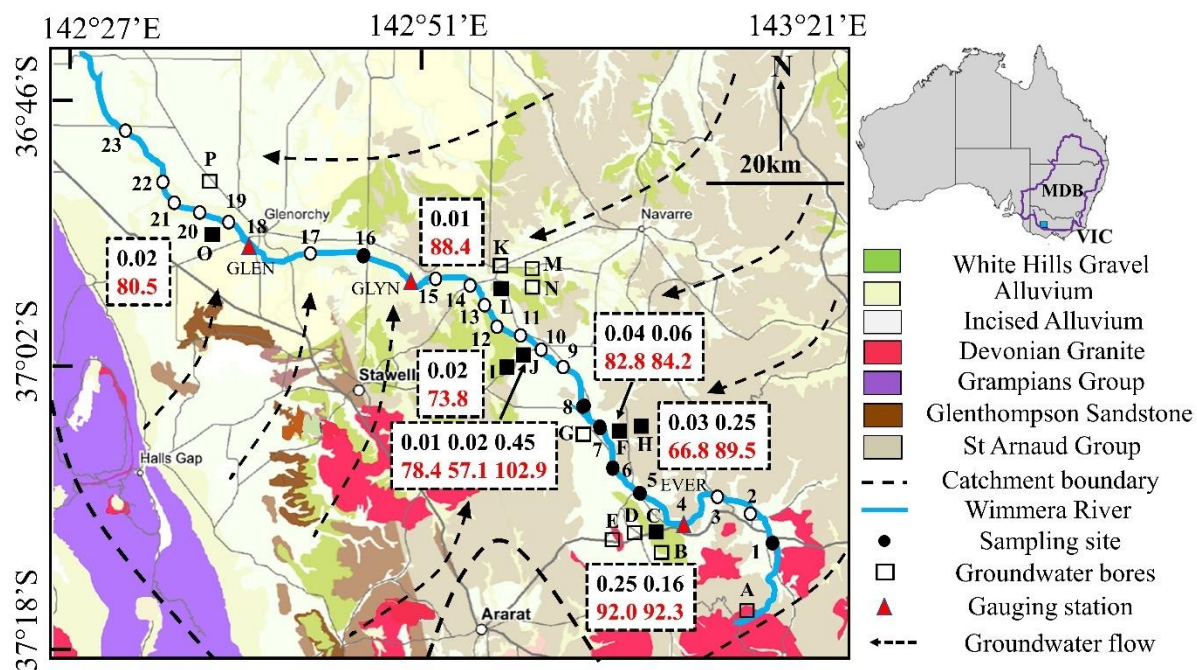 142°27’E
142°51’E
143°21’E
36°46’S
37°02’S
37°18’S
N
20km
23
P
22
19
21
20
18
Glenorchy
17
16
O
GLEN
0.02
80.5
0.01
88.4
Navarre
K
M
N
L
GLYN
15
14
13
12
11
10
9
I
J
0.04 0.06
82.8 84.2
Stawell
0.02
73.8
8
G
7
F
H
0.03 0.25
66.8 89.5
0.01 0.02 0.45
78.4 57.1 102.9
Halls Gap
6
5
EVER
4
3
2
1
E
D
C
B
0.25 0.16
92.0 92.3
A
Ararat
MDB
VIC
White Hills Gravel
Alluvium
Incised Alluvium
Devonian Granite
Grampians Group
Glenthompson Sandstone
St Arnaud Group
Catchment boundary
Wimmera River
Sampling site
Groundwater bores
Gauging station
Groundwater flow